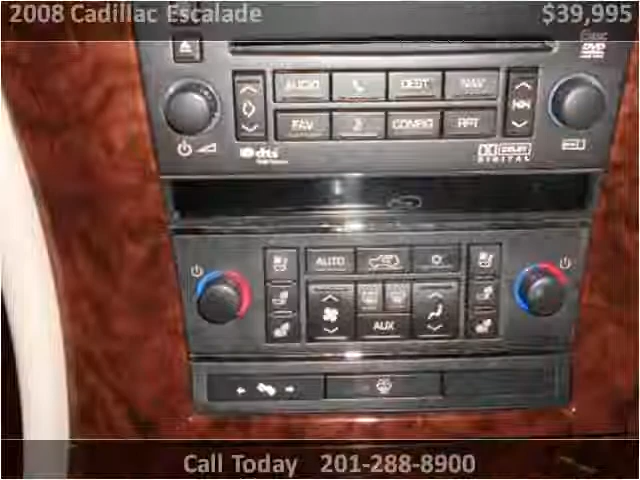 2008 Cadillac Escalade $39,995
DVD
AUDIO DEST NAV
FAV CONFIG RPT
dts DOLBY
DIGITAL
AUTO
AUX
Call Today 201-288-8900